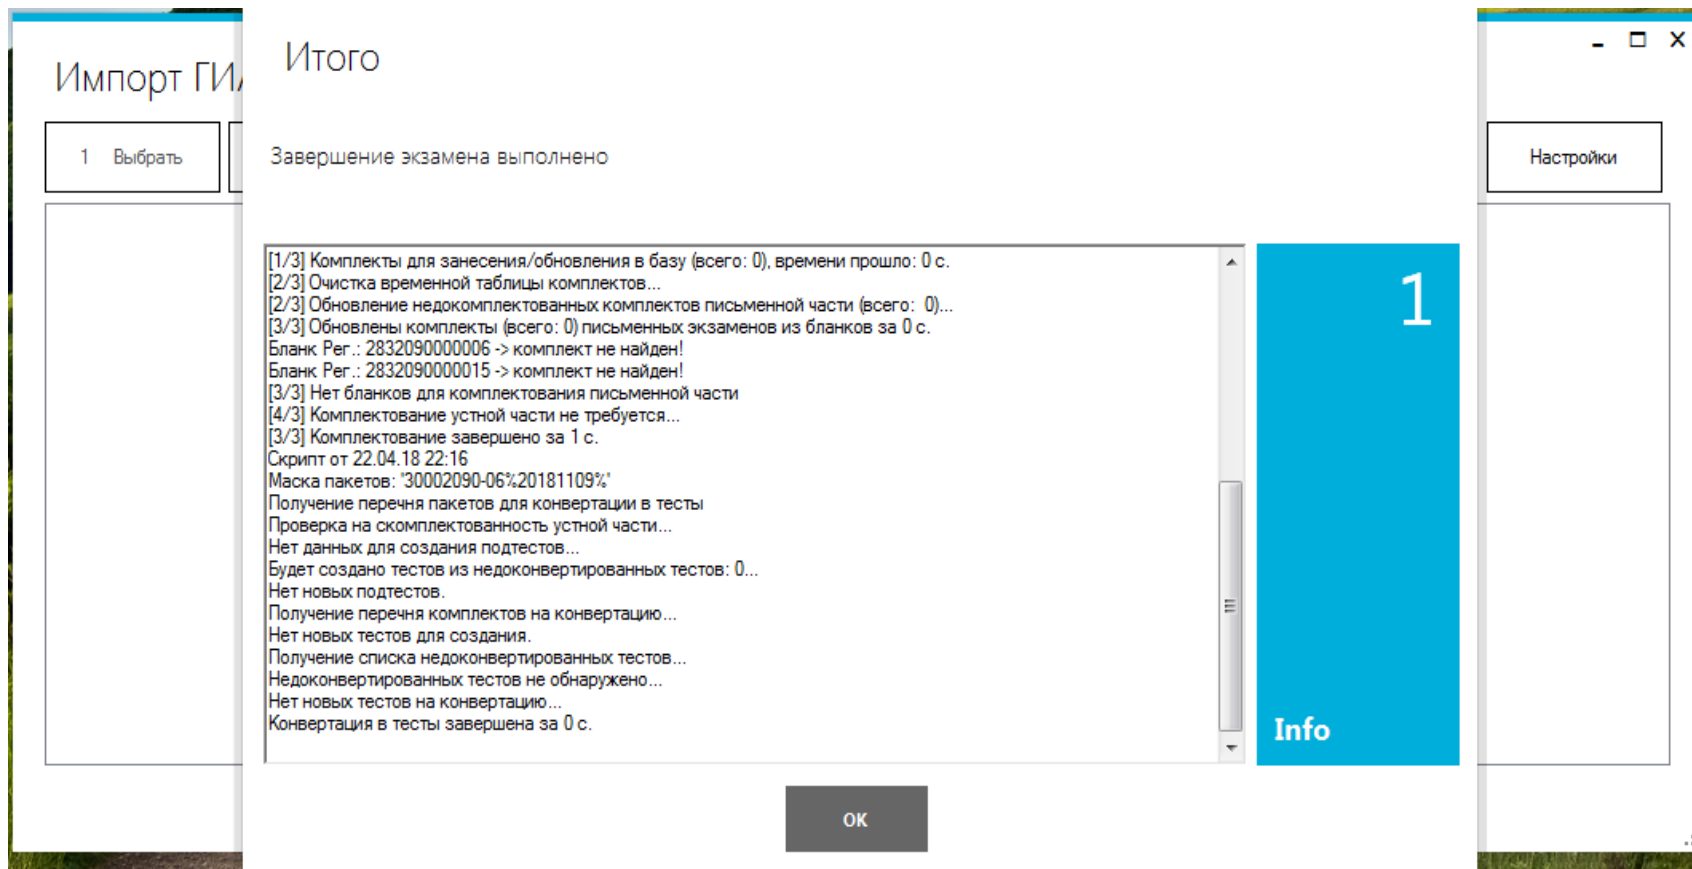 Импорт ГИА
1 Выбрать
Настройки
Итого
Завершение экзамена выполнено
[1/3] Комплекты для занесения/обновления в базу (всего: 0), времени прошло: 0 с.
[2/3] Очистка временной таблицы комплектов...
[2/3] Обновление недокомплектованных комплектов письменной части (всего:  0)...
[3/3] Обновлены комплекты (всего: 0) письменных экзаменов из бланков за 0 с.
Бланк Рег.: 2832090000006 -> комплект не найден!
Бланк Рег.: 2832090000015 -> комплект не найден!
[3/3] Нет бланков для комплектования письменной части
[4/3] Комплектование устной части не требуется...
[3/3] Комплектование завершено за 1 с.
Скрипт от 22.04.18 22:16
Маска пакетов: '30002090-06%20181109%'
Получение перечня пакетов для конвертации в тесты
Проверка на скомплектованность устной части...
Нет данных для создания подтестов...
Будет создано тестов из недоконвертированных тестов: 0...
Нет новых подтестов.
Получение перечня комплектов на конвертацию...
Нет новых тестов для создания.
Получение списка недоконвертированных тестов...
Недоконвертированных тестов не обнаружено...
Нет новых тестов на конвертацию...
Конвертация в тесты завершена за 0 с.
1
Info
ОК